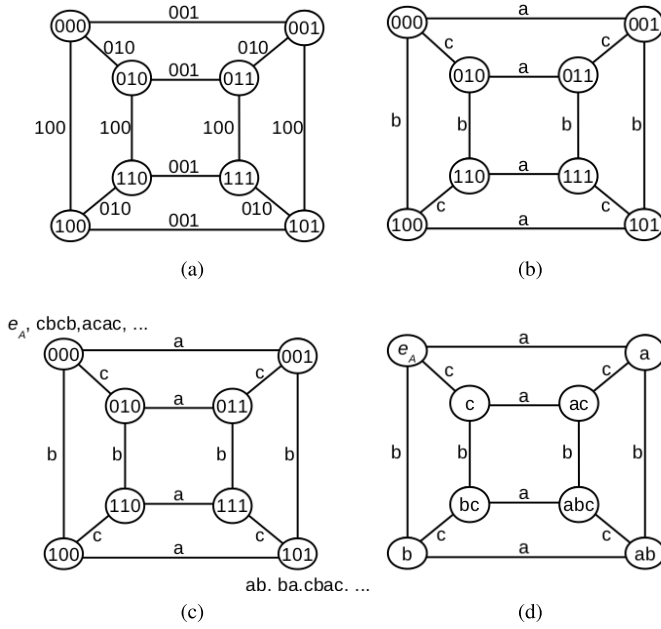 001
000 001
010 010
010 001 011
100 100 100 100
110 001 111
010 010
100 001 101
(a)
a
000 001
c c
010 a 011
b b b b
110 a 111
c c
100 a 101
(b)
e_A, cbcb,acac, ...
a
000 001
c c
010 a 011
b b b b
110 a 111
c c
100 a 101
ab. ba.cbac. ...
(c)
a
e_A a
c c
c a ac
b b b b
bc a abc
c c
b a ab
(d)